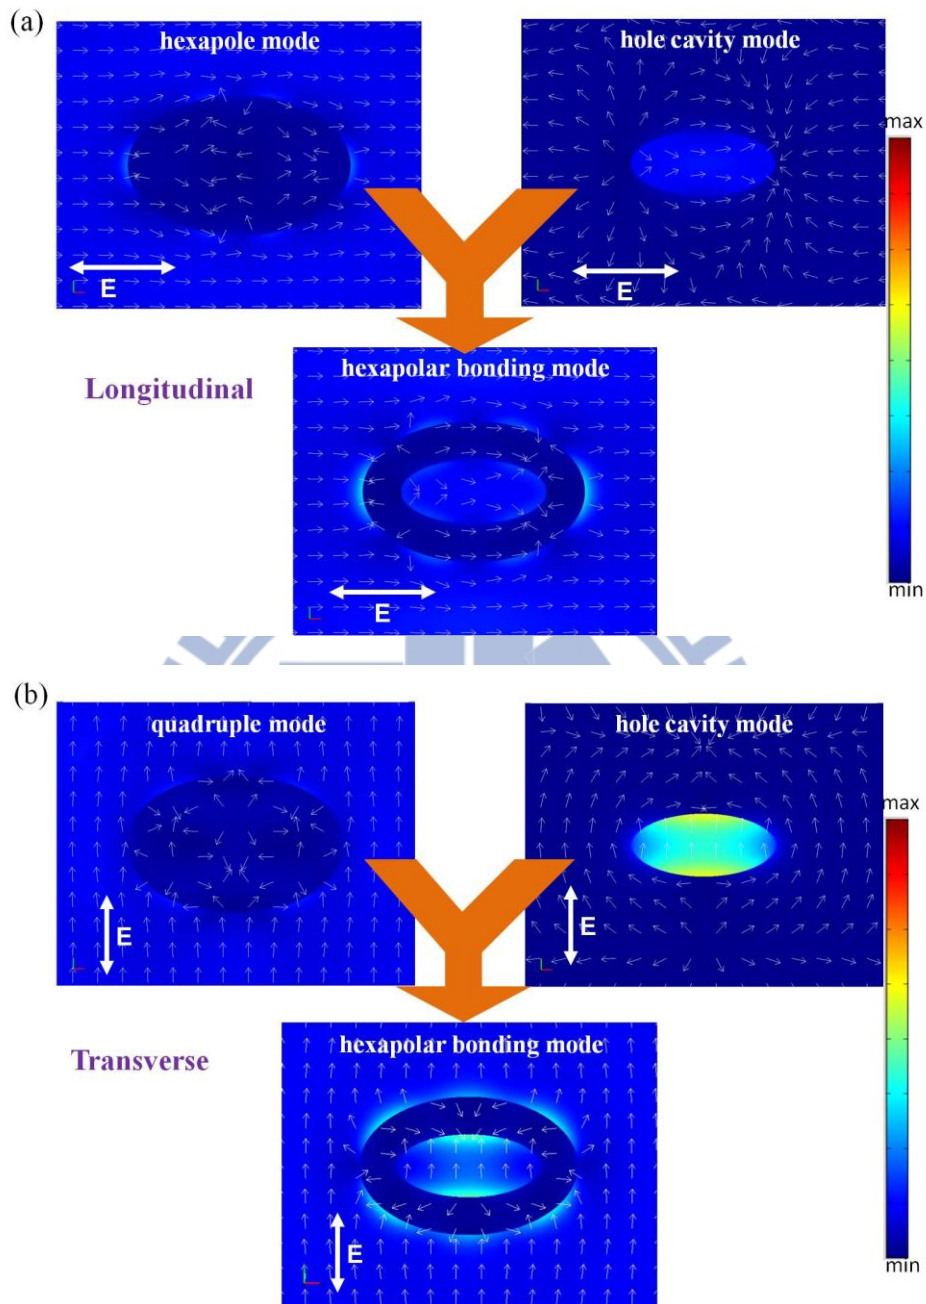 (a)
hexapole mode
hole cavity mode
max
E
E
hexapolar bonding mode
Longitudinal
min
E
(b)
quadruple mode
hole cavity mode
max
E
E
hexapolar bonding mode
Transverse
E
min